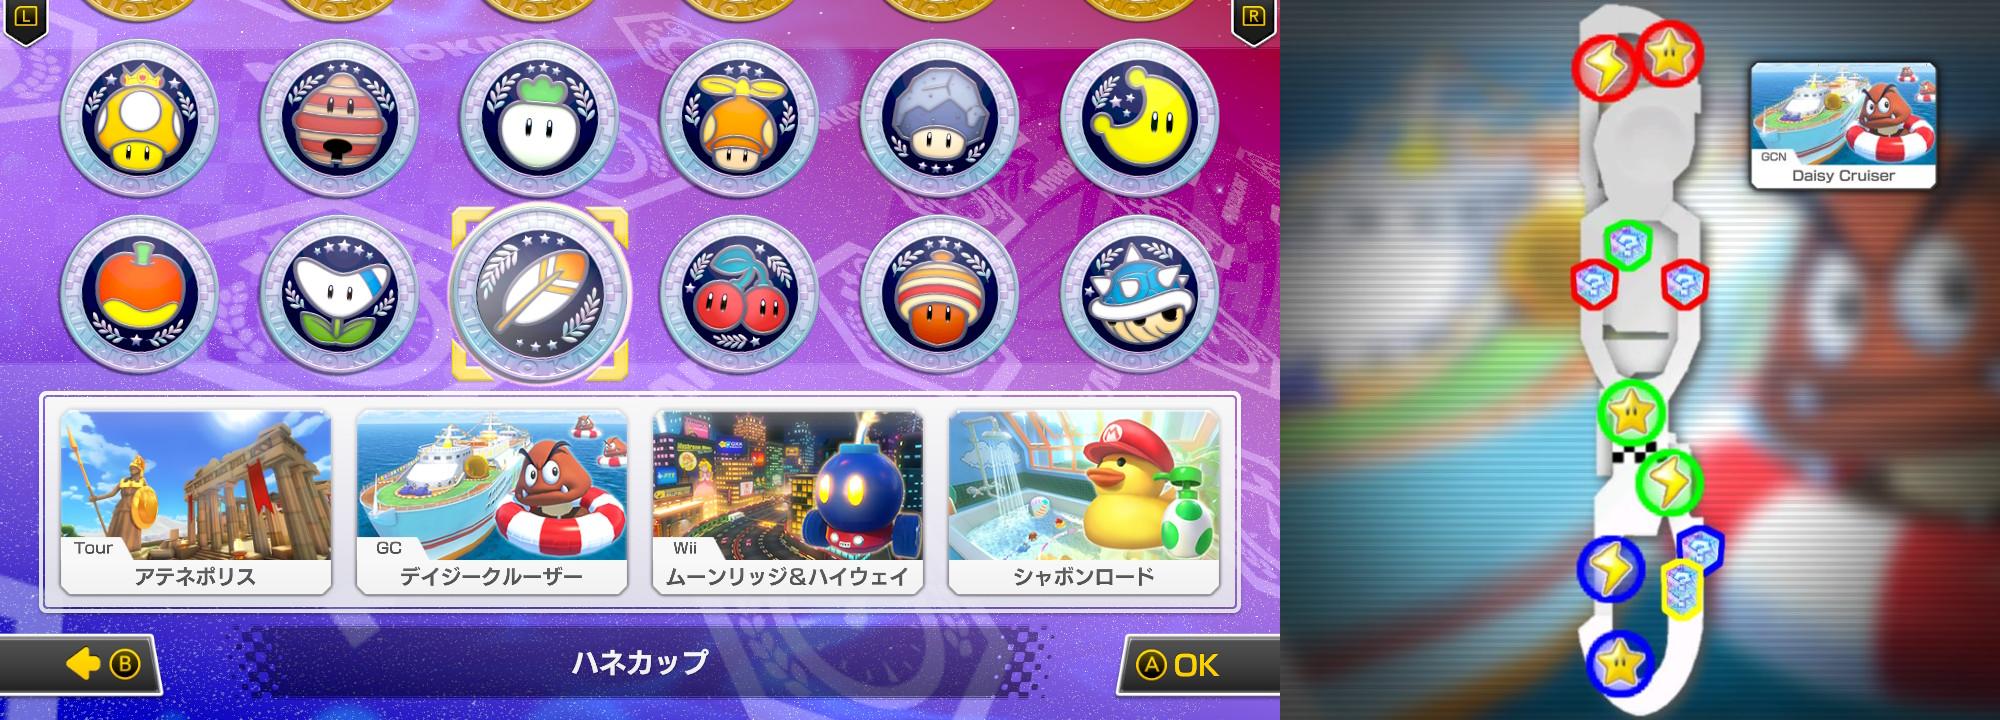 L
R
Tour
アテネポリス
GC
デイジークルーザー
Wii
ムーンリッジ&ハイウェイ
シャボンロード
B
ハネカップ
A OK
GCN
Daisy Cruiser